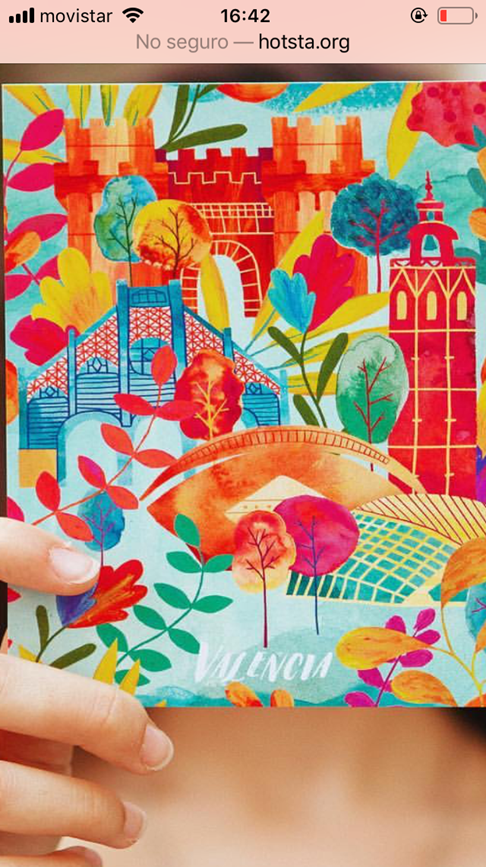 movistar 16:42
No seguro — hotsta.org
VALENCIA